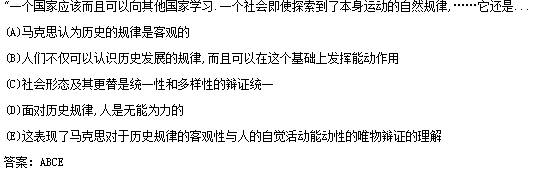 “一个国家应该而且可以向其他国家学习.一个社会即使探索到了本身运动的自然规律,……它还是...
(A)马克思认为历史的规律是客观的
(B)人们不仅可以认识历史发展的规律,而且可以在这个基础上发挥能动作用
(C)社会形态及其更替是统一性和多样性的辩证统一
(D)面对历史规律,人是无能为力的
(E)这表现了马克思对于历史规律的客观性与人的自觉活动能动性的唯物辩证的理解
答案: ABCE